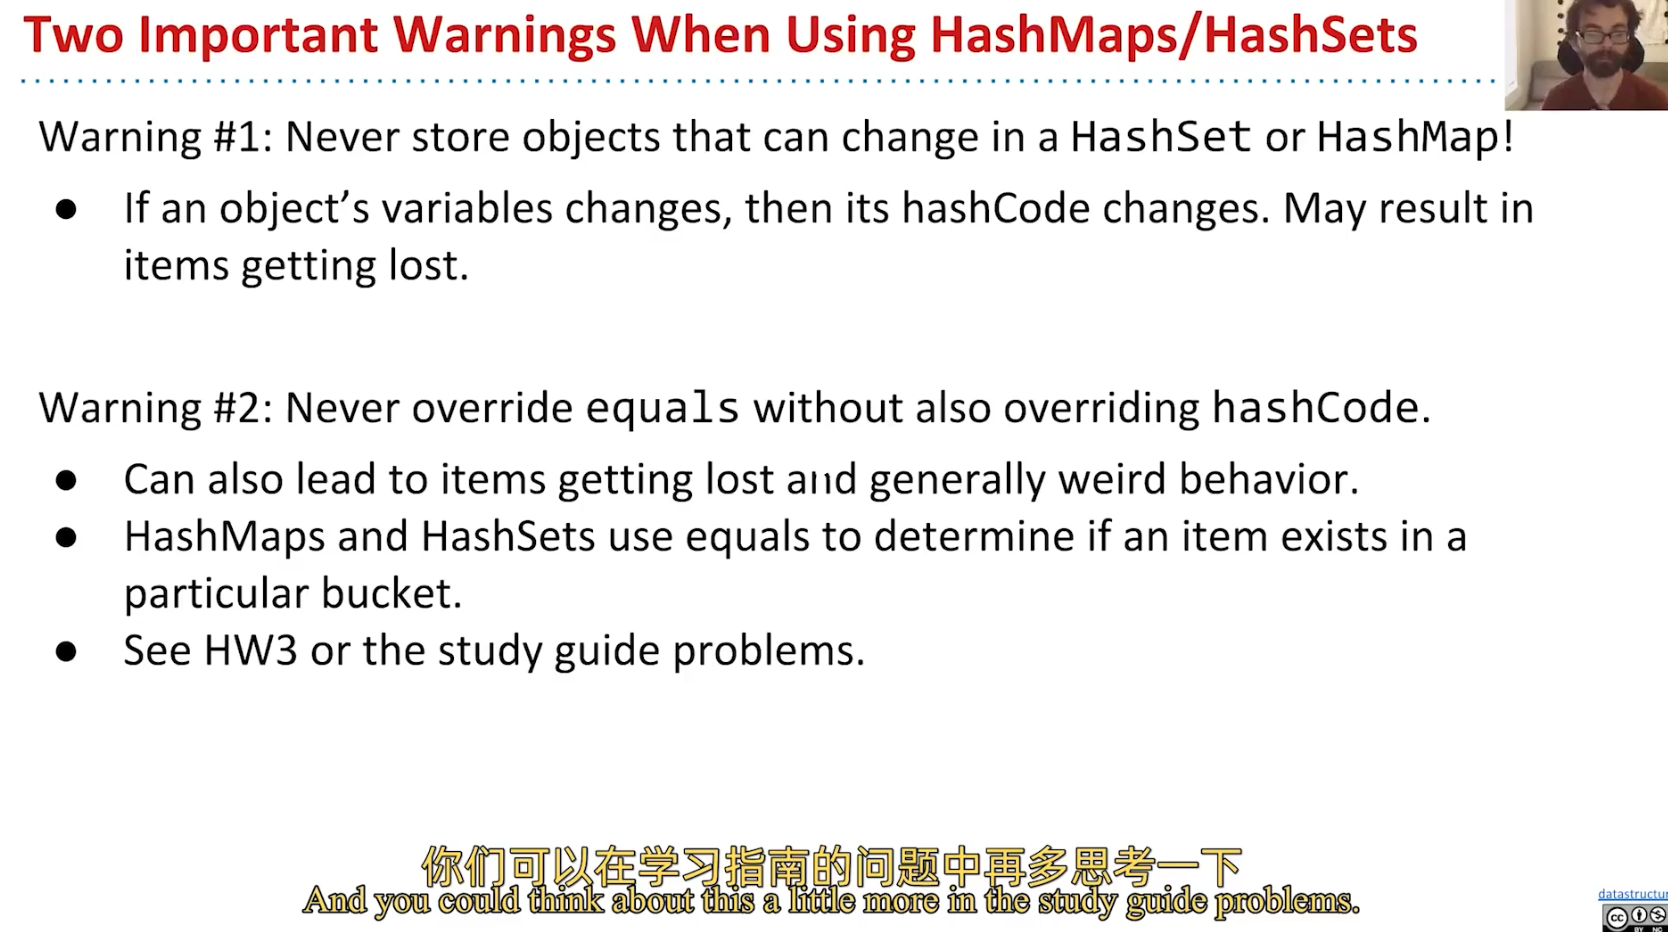 Two Important Warnings When Using HashMaps/HashSets
Warning #1: Never store objects that can change in a HashSet or HashMap!
● If an object’s variables changes, then its hashCode changes. May result in
items getting lost.
Warning #2: Never override equals without also overriding hashCode.
● Can also lead to items getting lost and generally weird behavior.
● HashMaps and HashSets use equals to determine if an item exists in a
particular bucket.
● See HW3 or the study guide problems.
你们可以在学习指南的问题中再多思考一下
And you could think about this a little more in the study guide problems.
datastructur
cc
BY NC